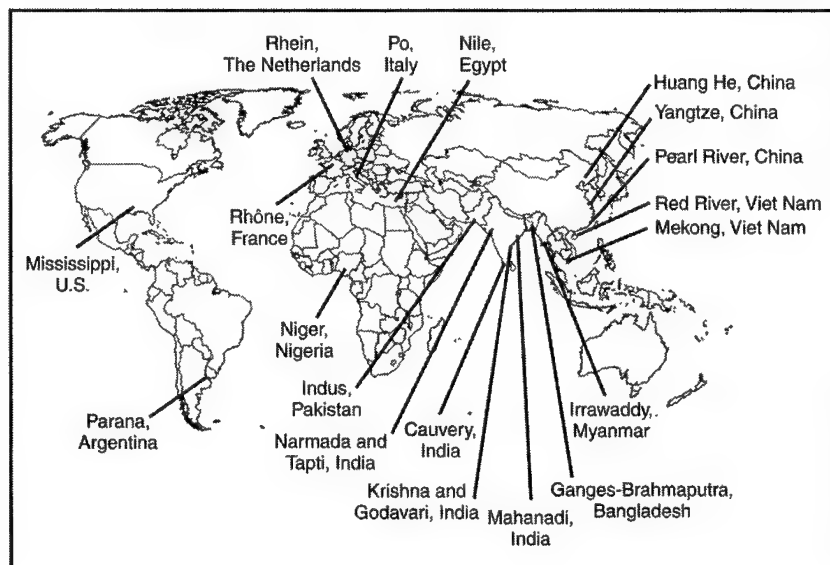 Rhein,
The Netherlands
Po,
Italy
Nile,
Egypt
Huang He, China
Yangtze, China
Pearl River, China
Red River, Viet Nam
Mekong, Viet Nam
Rhône,
France
Mississippi,
U.S.
Niger,
Nigeria
Indus,
Pakistan
Parana,
Argentina
Narmada and
Tapti, India
Cauvery,
India
Irrawaddy,
Myanmar
Krishna and
Godavari, India
Mahanadi,
India
Ganges-Brahmaputra,
Bangladesh